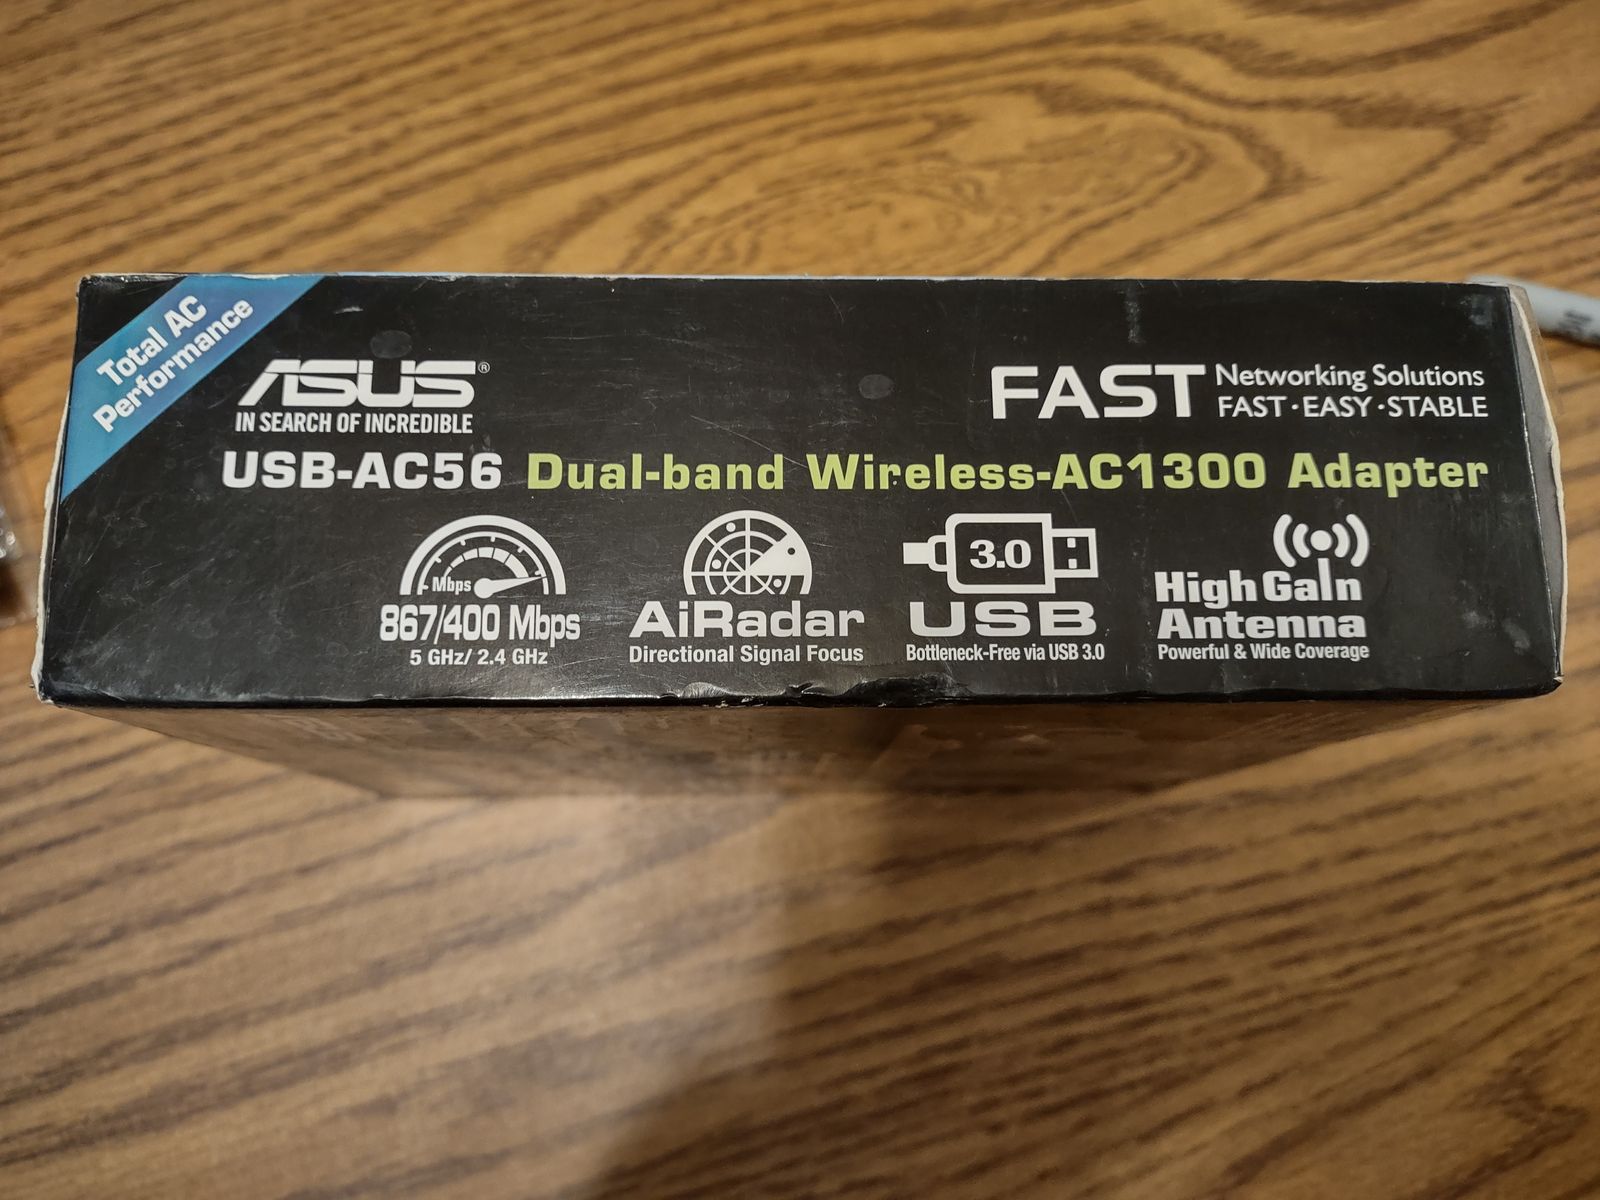 Total AC
Performance
ASUS®
IN SEARCH OF INCREDIBLE
FAST Networking Solutions
FAST·EASY·STABLE
USB-AC56 Dual-band Wireless-AC1300 Adapter
Mbps
867/400 Mbps
5 GHz/ 2.4 GHz
AiRadar
Directional Signal Focus
3.0
USB
Bottleneck-Free via USB 3.0
High Gain
Antenna
Powerful & Wide Coverage